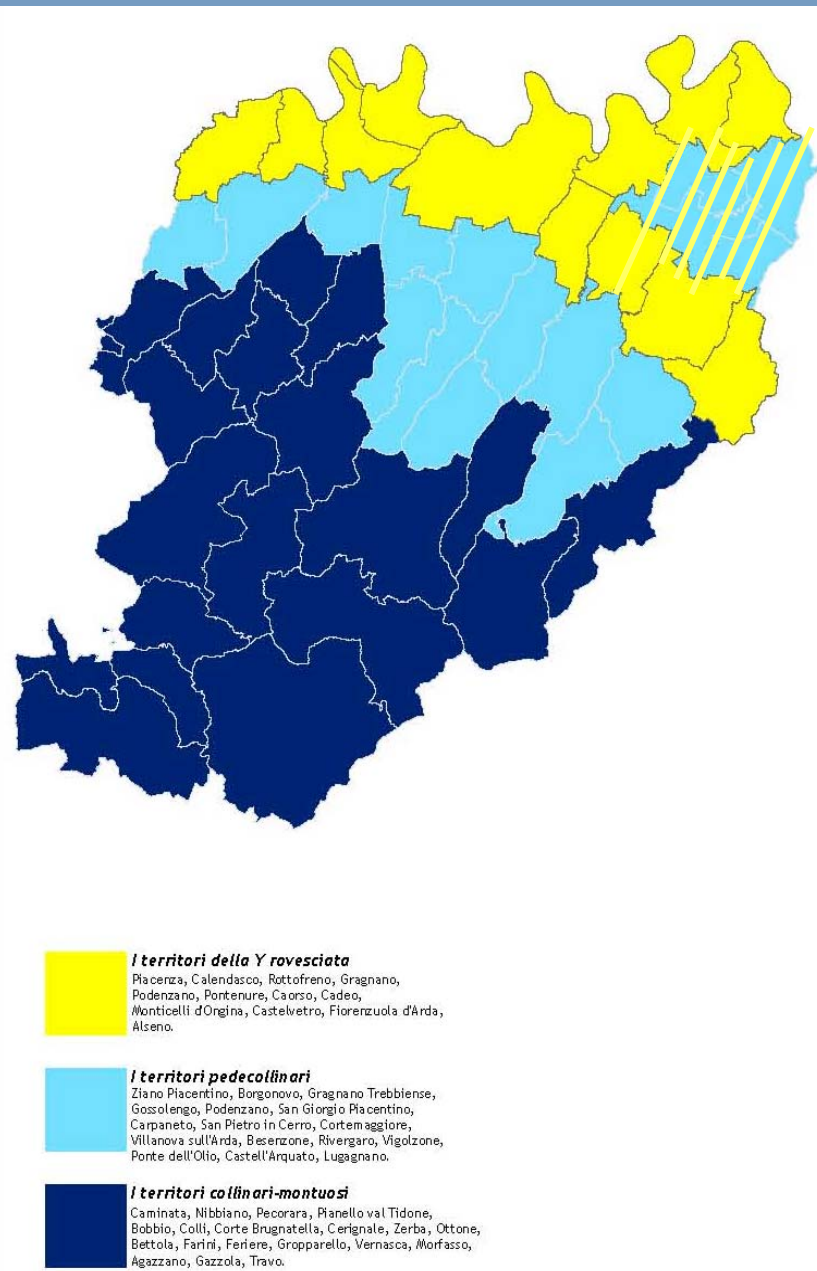 I territori della Y rovesciata
Piacenza, Calendasco, Rottofreno, Gragnano,
Podenzano, Pontenure, Caorso, Cadeo,
Monticelli d'Ongina, Castelvetro, Fiorenzuola d'Arda,
Alseno.
I territori pedecollinari
Ziano Piacentino, Borgonovo, Gragnano Trebbiense,
Gossolengo, Podenzano, San Giorgio Piacentino,
Carpaneto, San Pietro in Cerro, Cortemaggiore,
Villanova sull'Arda, Besenzone, Rivergaro, Vigolzone,
Ponte dell'Olio, Castell'Arquato, Lugagnano.
I territori collinari-montuosi
Caminata, Nibbiano, Pecorara, Pianello val Tidone,
Bobbio, Colli, Corte Brugnatella, Cerignale, Zerba, Ottone,
Bettola, Farini, Feriere, Gropparello, Vernasca, Morfasso,
Agazzano, Gazzola, Travo.